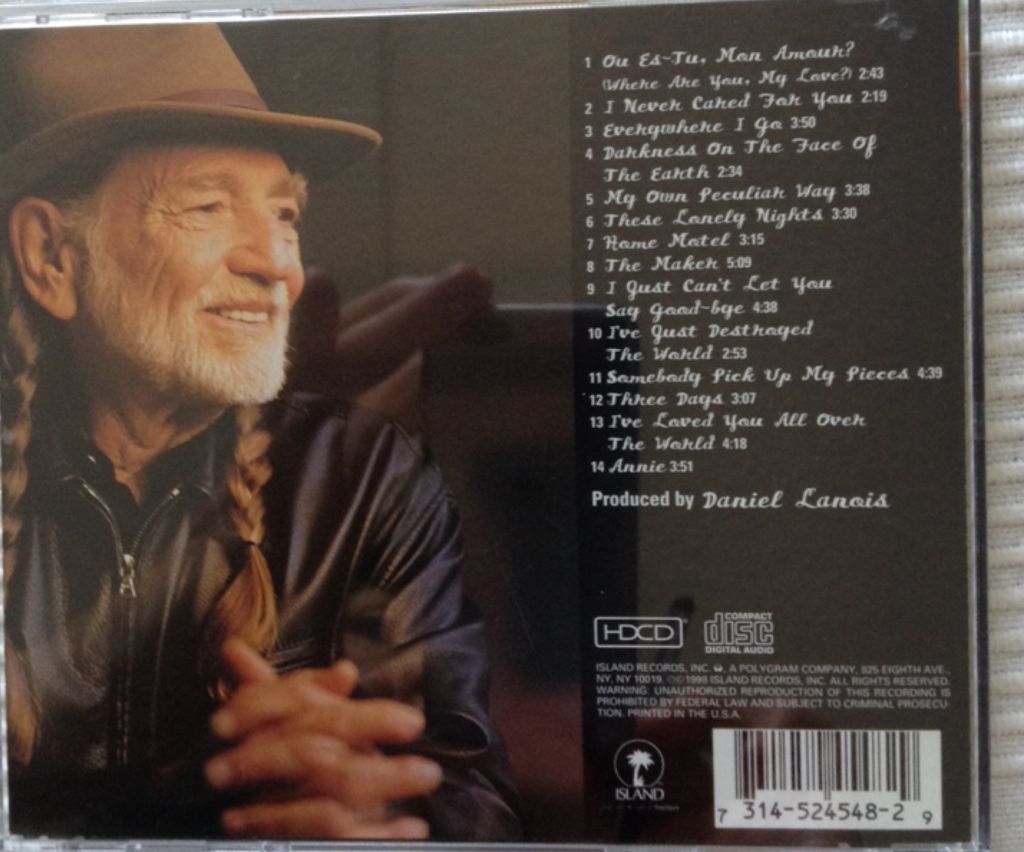 1 Ou Es-Tu, Mon Amour?
(Where Are You, My Love?) 2:43
2 I Never Cared For You 2:19
3 Everywhere I Go 3:50
4 Darkness On The Face Of
The Earth 2:34
5 My Own Peculiar Way 3:38
6 These Lonely Nights 3:30
7 Home Motel 3:15
8 The Maker 5:09
9 I Just Can't Let You
Say Good-bye 4:38
10 I've Just Destroyed
The World 2:53
11 Somebody Pick Up My Pieces 4:39
12 Three Days 3:07
13 I've Loved You All Over
The World 4:18
14 Annie 3:51
Produced by Daniel Lanois
HDCD
COMPACT
disc
DIGITAL AUDIO
ISLAND RECORDS, INC. A POLYGRAM COMPANY, 825 EIGHTH AVE.,
NY, NY 10019. ℗© 1998 ISLAND RECORDS, INC. ALL RIGHTS RESERVED.
WARNING: UNAUTHORIZED REPRODUCTION OF THIS RECORDING IS
PROHIBITED BY FEDERAL LAW AND SUBJECT TO CRIMINAL PROSECU-
TION. PRINTED IN THE U.S.A.
ISLAND
7 314-524548-2 9